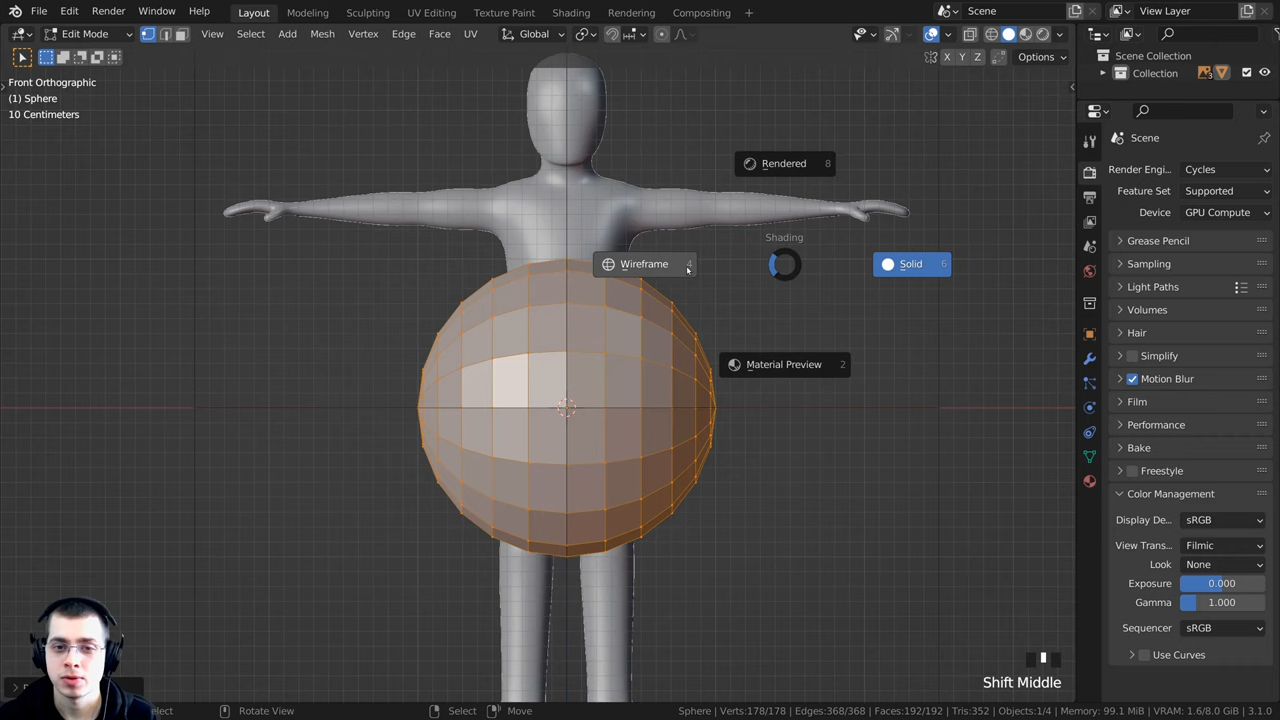 File Edit Render Window Help Layout Modeling Sculpting UV Editing Texture Paint Shading Rendering Compositing + Scene View Layer
Edit Mode View Select Add Mesh Vertex Edge Face UV Global
X Y Z Options
Scene Collection
Collection 3
Front Orthographic
(1) Sphere
10 Centimeters
Scene
Rendered 8
Render Engi... Cycles
Feature Set Supported
Device GPU Compute
Shading
Wireframe 4
Solid 6
Material Preview 2
Grease Pencil
Sampling
Light Paths
Volumes
Hair
Simplify
Motion Blur
Film
Performance
Bake
Freestyle
Color Management
Display De... sRGB
View Trans... Filmic
Look None
Exposure 0.000
Gamma 1.000
Sequencer sRGB
Use Curves
Shift Middle
elect Rotate View Select Move Sphere | Verts:178/178 | Edges:368/368 | Faces:192/192 | Tris:352 | Objects:1/4 | Memory: 99.1 MiB | VRAM: 1.6/8.0 GiB | 3.1.0